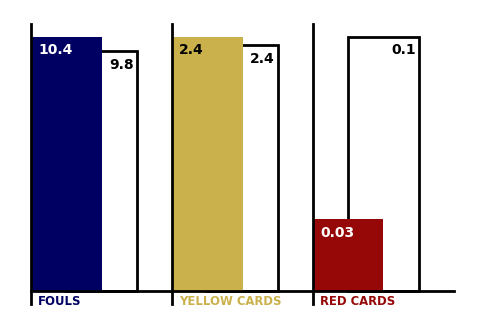 10.4
9.8
2.4
2.4
0.1
0.03
FOULS
YELLOW CARDS
RED CARDS